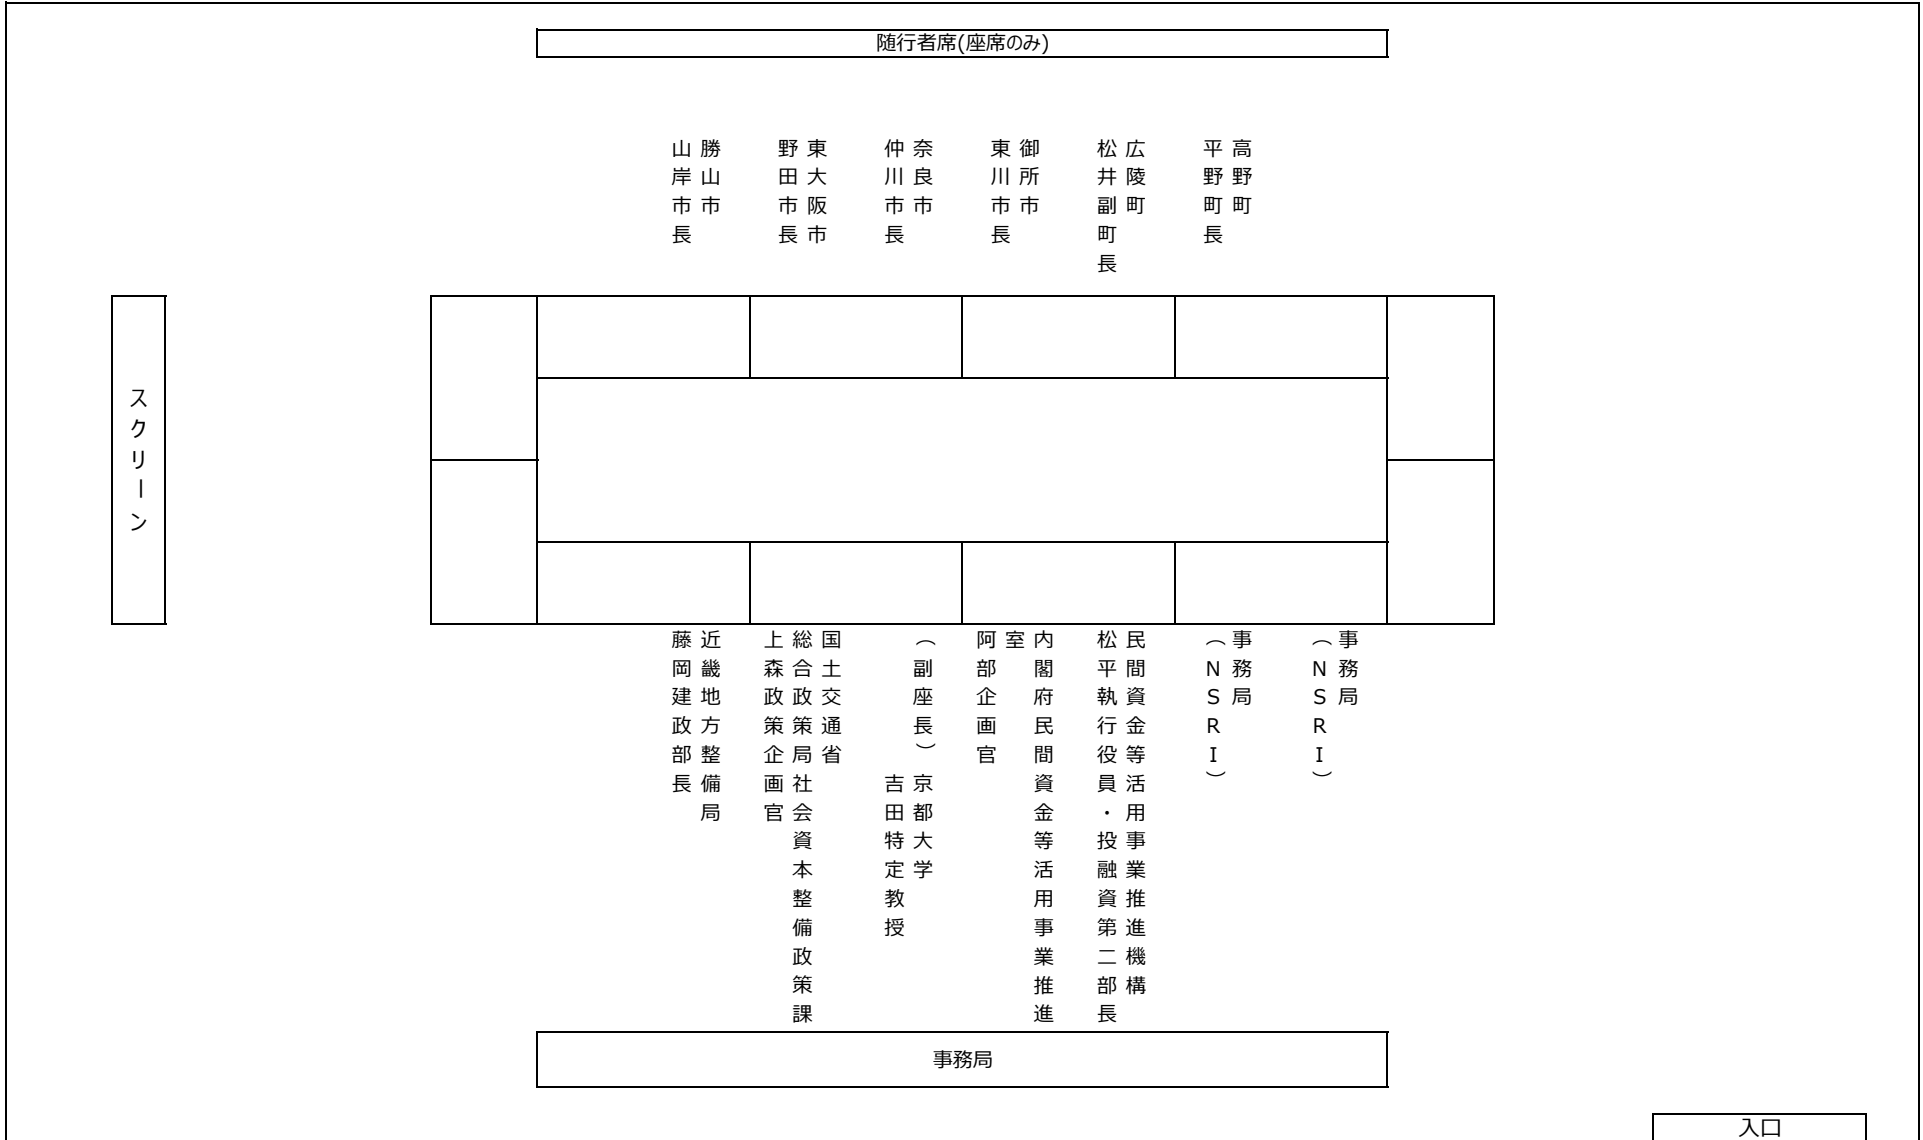 随行者席(座席のみ)
勝山市
山岸市長
東大阪市
野田市長
奈良市
仲川市長
御所市
東川市長
広陵町
松井副町長
高野町
平野町長
スクリーン
近畿地方整備局
藤岡建政部長
国土交通省
総合政策局社会資本整備政策課
上森政策企画官
（副座長）京都大学
吉田特定教授
内閣府民間資金等活用事業推進
室
阿部企画官
民間資金等活用事業推進機構
松平執行役員・投融資第二部長
事務局
（ＮＳＲＩ）
事務局
（ＮＳＲＩ）
事務局
入口